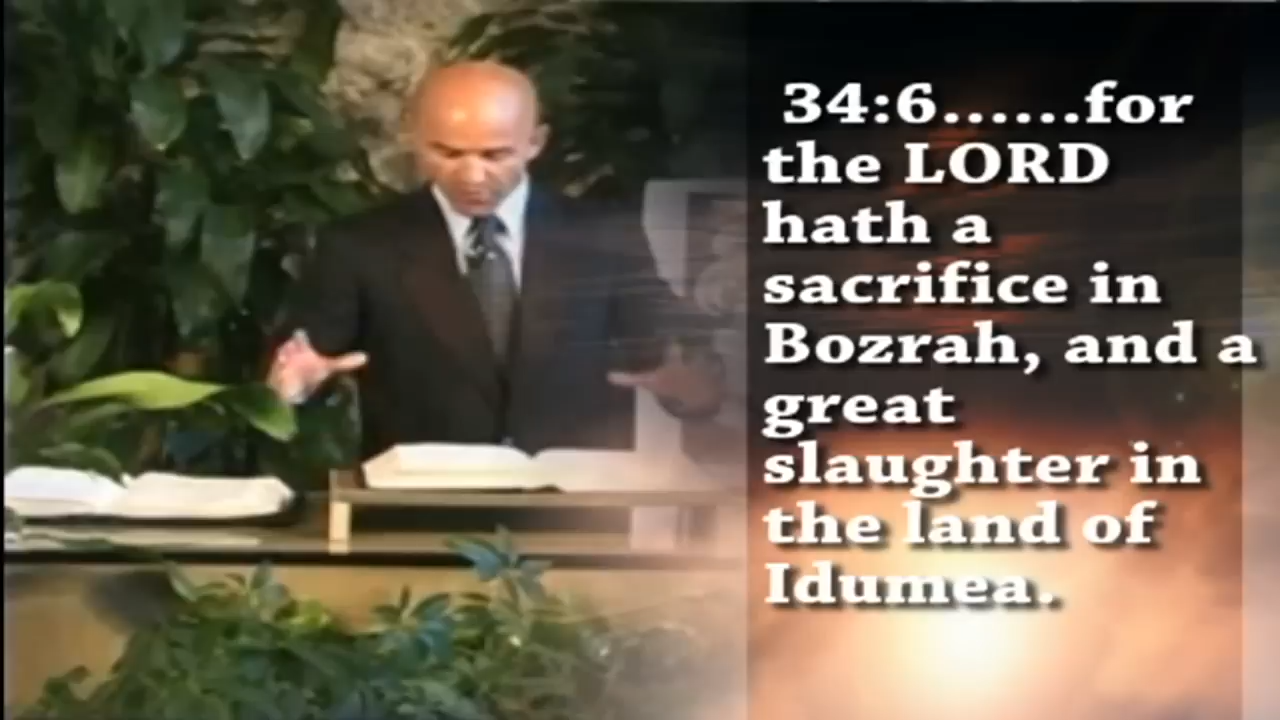 34:6......for
the LORD
hath a
sacrifice in
Bozrah, and a
great
slaughter in
the land of
Idumea.